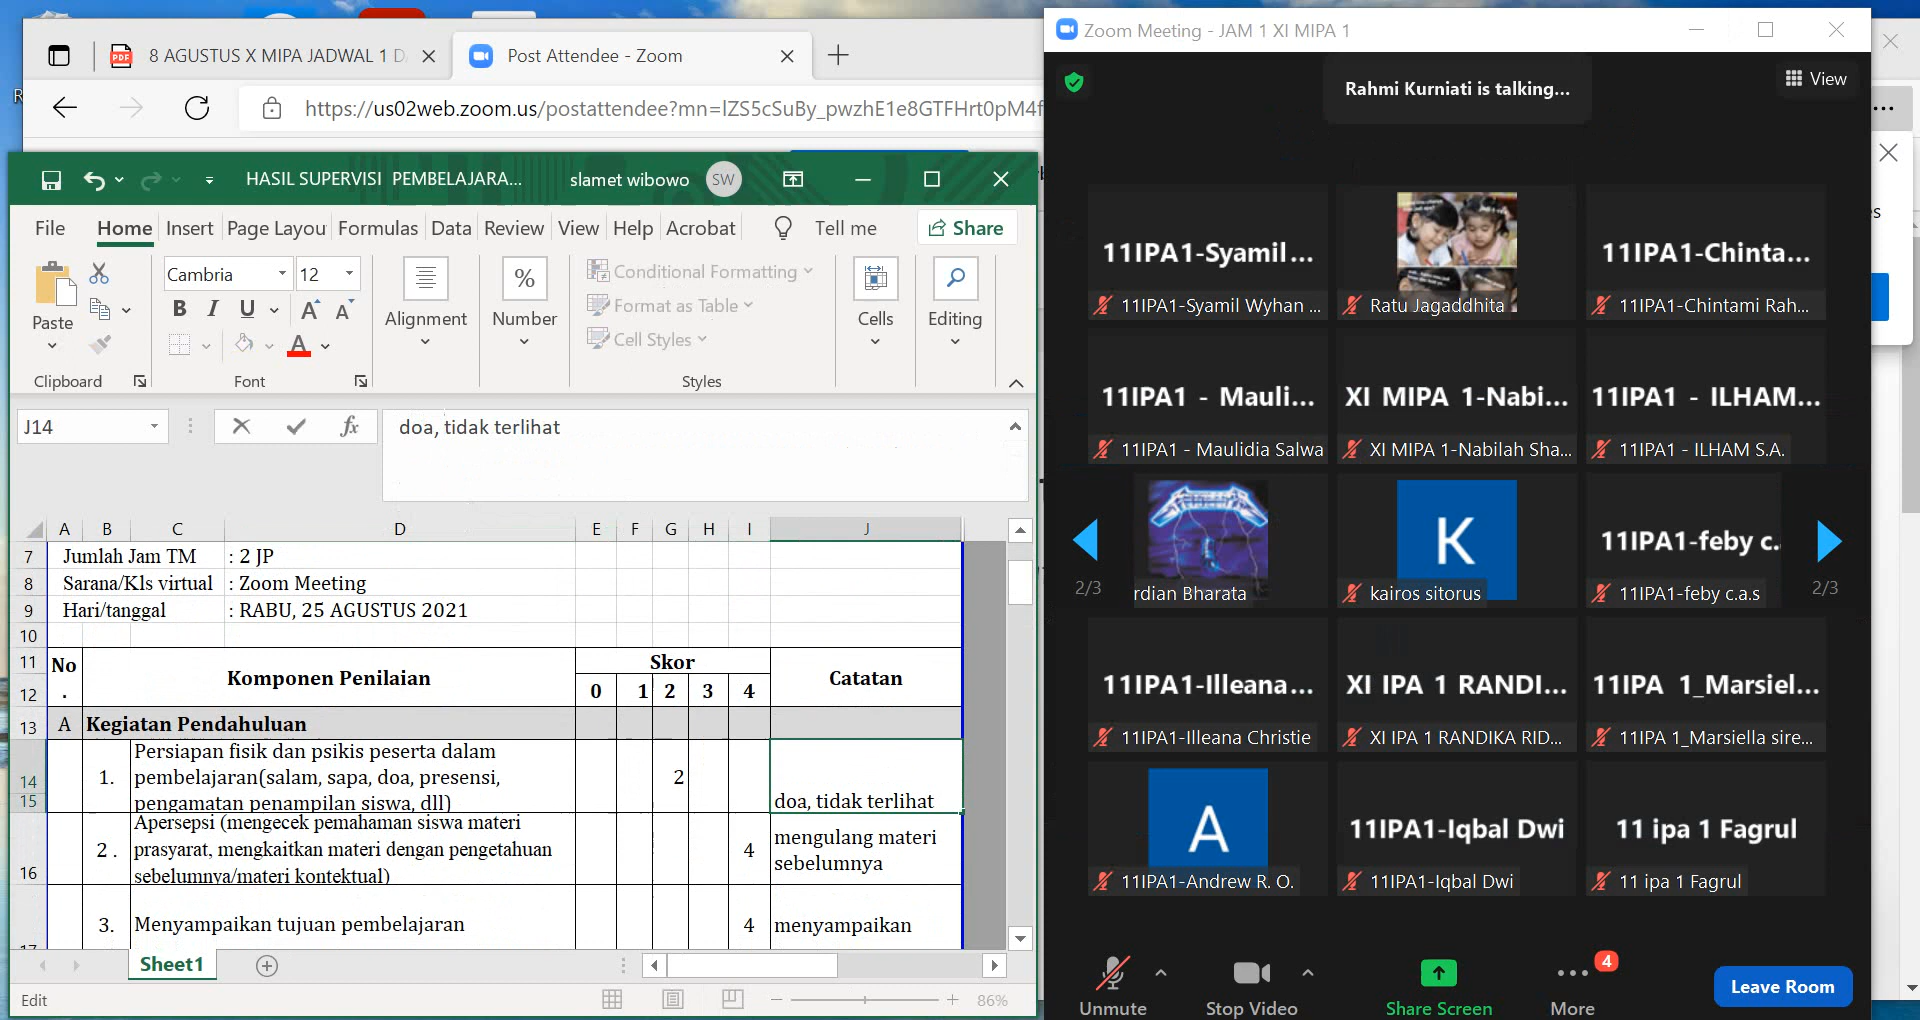 8 AGUSTUS X MIPA JADWAL 1 D
Post Attendee - Zoom
https://us02web.zoom.us/postattendee?mn=IZS5cSuBy_pwzhE1e8GTFHrt0pM4f
HASIL SUPERVISI PEMBELAJARA...
slamet wibowo
SW
File Home Insert Page Layou Formulas Data Review View Help Acrobat Tell me Share
Cambria
12
Paste
B I U A A
A
Alignment
%
Number
Conditional Formatting
Format as Table
Cell Styles
Cells
Editing
Clipboard
Font
Styles
J14
fx
doa, tidak terlihat
A B C D E F G H I J
7 Jumlah Jam TM : 2 JP
8 Sarana/Kls virtual : Zoom Meeting
9 Hari/tanggal : RABU, 25 AGUSTUS 2021
10
11 No Komponen Penilaian Skor Catatan
12 . 0 1 2 3 4
13 A Kegiatan Pendahuluan
14 1. Persiapan fisik dan psikis peserta dalam
pembelajaran(salam, sapa, doa, presensi, 2
15 pengamatan penampilan siswa, dll) doa, tidak terlihat
Apersepsi (mengecek pemahaman siswa materi
2 . prasyarat, mengkaitkan materi dengan pengetahuan 4 mengulang materi
16 sebelumnya/materi kontektual) sebelumnya
3. Menyampaikan tujuan pembelajaran 4 menyampaikan
17
Sheet1
Edit
86%
Zoom Meeting - JAM 1 XI MIPA 1
Rahmi Kurniati is talking...
View
11IPA1-Syamil...
11IPA1-Syamil Wyhan ...
Ratu Jagaddhita
11IPA1-Chinta...
11IPA1-Chintami Rah...
11IPA1 - Mauli...
11IPA1 - Maulidia Salwa
XI MIPA 1-Nabi...
XI MIPA 1-Nabilah Sha...
11IPA1 - ILHAM...
11IPA1 - ILHAM S.A.
2/3
rdian Bharata
K
kairos sitorus
11IPA1-feby c.
11IPA1-feby c.a.s
2/3
11IPA1-Illeana...
11IPA1-Illeana Christie
XI IPA 1 RANDI...
XI IPA 1 RANDIKA RID...
11IPA 1_Marsiel...
11IPA 1_Marsiella sire...
A
11IPA1-Andrew R. O.
11IPA1-Iqbal Dwi
11IPA1-Iqbal Dwi
11 ipa 1 Fagrul
11 ipa 1 Fagrul
Unmute
Stop Video
Share Screen
4
More
Leave Room